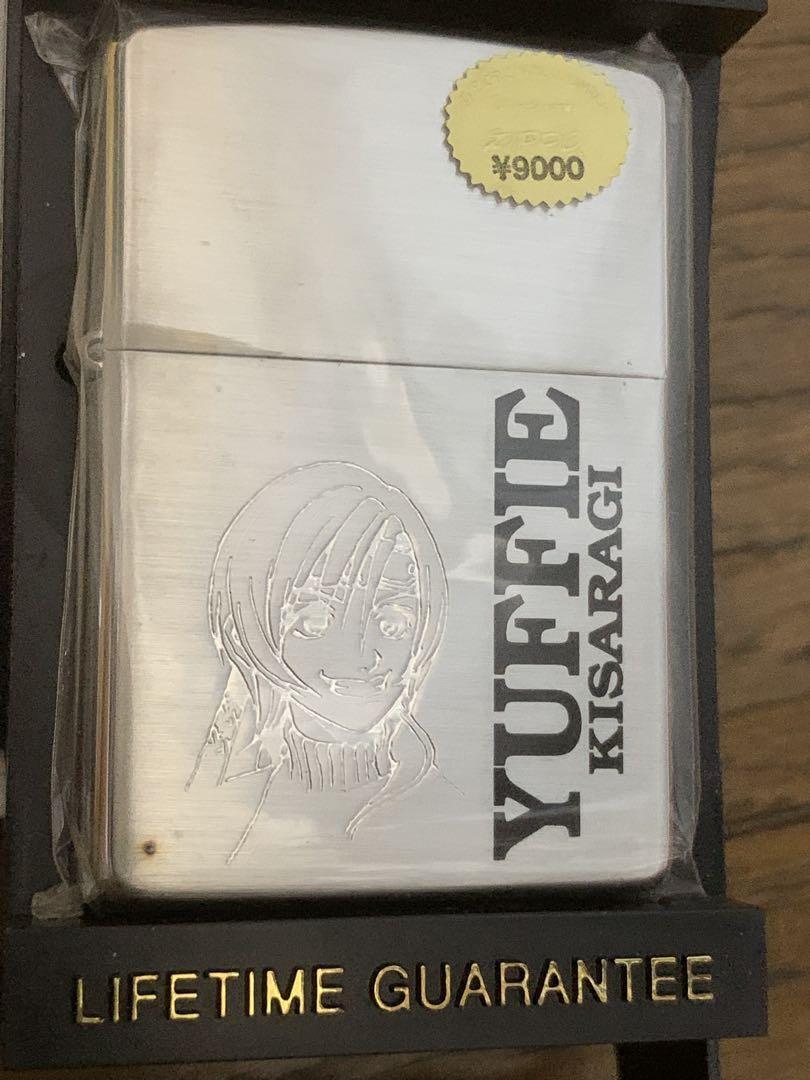 ¥9000
YUFFIE
KISARAGI
LIFETIME GUARANTEE